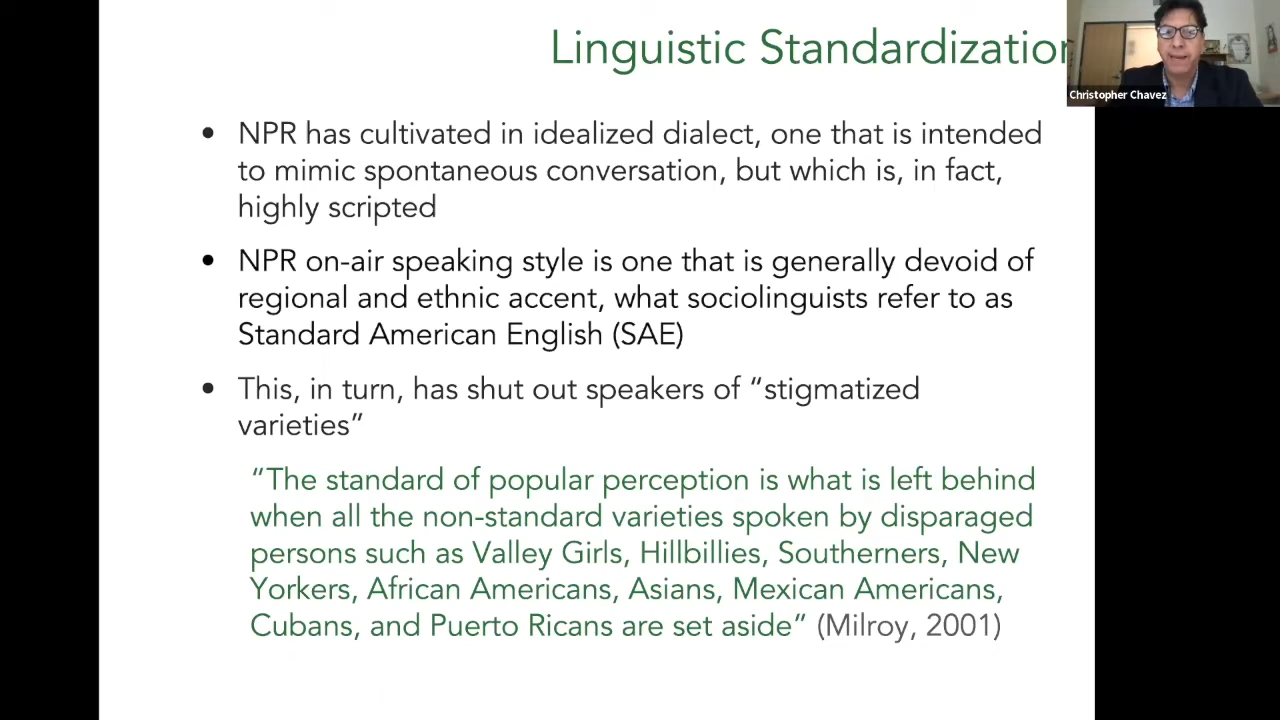 Linguistic Standardization
Christopher Chavez
• NPR has cultivated in idealized dialect, one that is intended
to mimic spontaneous conversation, but which is, in fact,
highly scripted
• NPR on-air speaking style is one that is generally devoid of
regional and ethnic accent, what sociolinguists refer to as
Standard American English (SAE)
• This, in turn, has shut out speakers of “stigmatized
varieties”
“The standard of popular perception is what is left behind
when all the non-standard varieties spoken by disparaged
persons such as Valley Girls, Hillbillies, Southerners, New
Yorkers, African Americans, Asians, Mexican Americans,
Cubans, and Puerto Ricans are set aside” (Milroy, 2001)